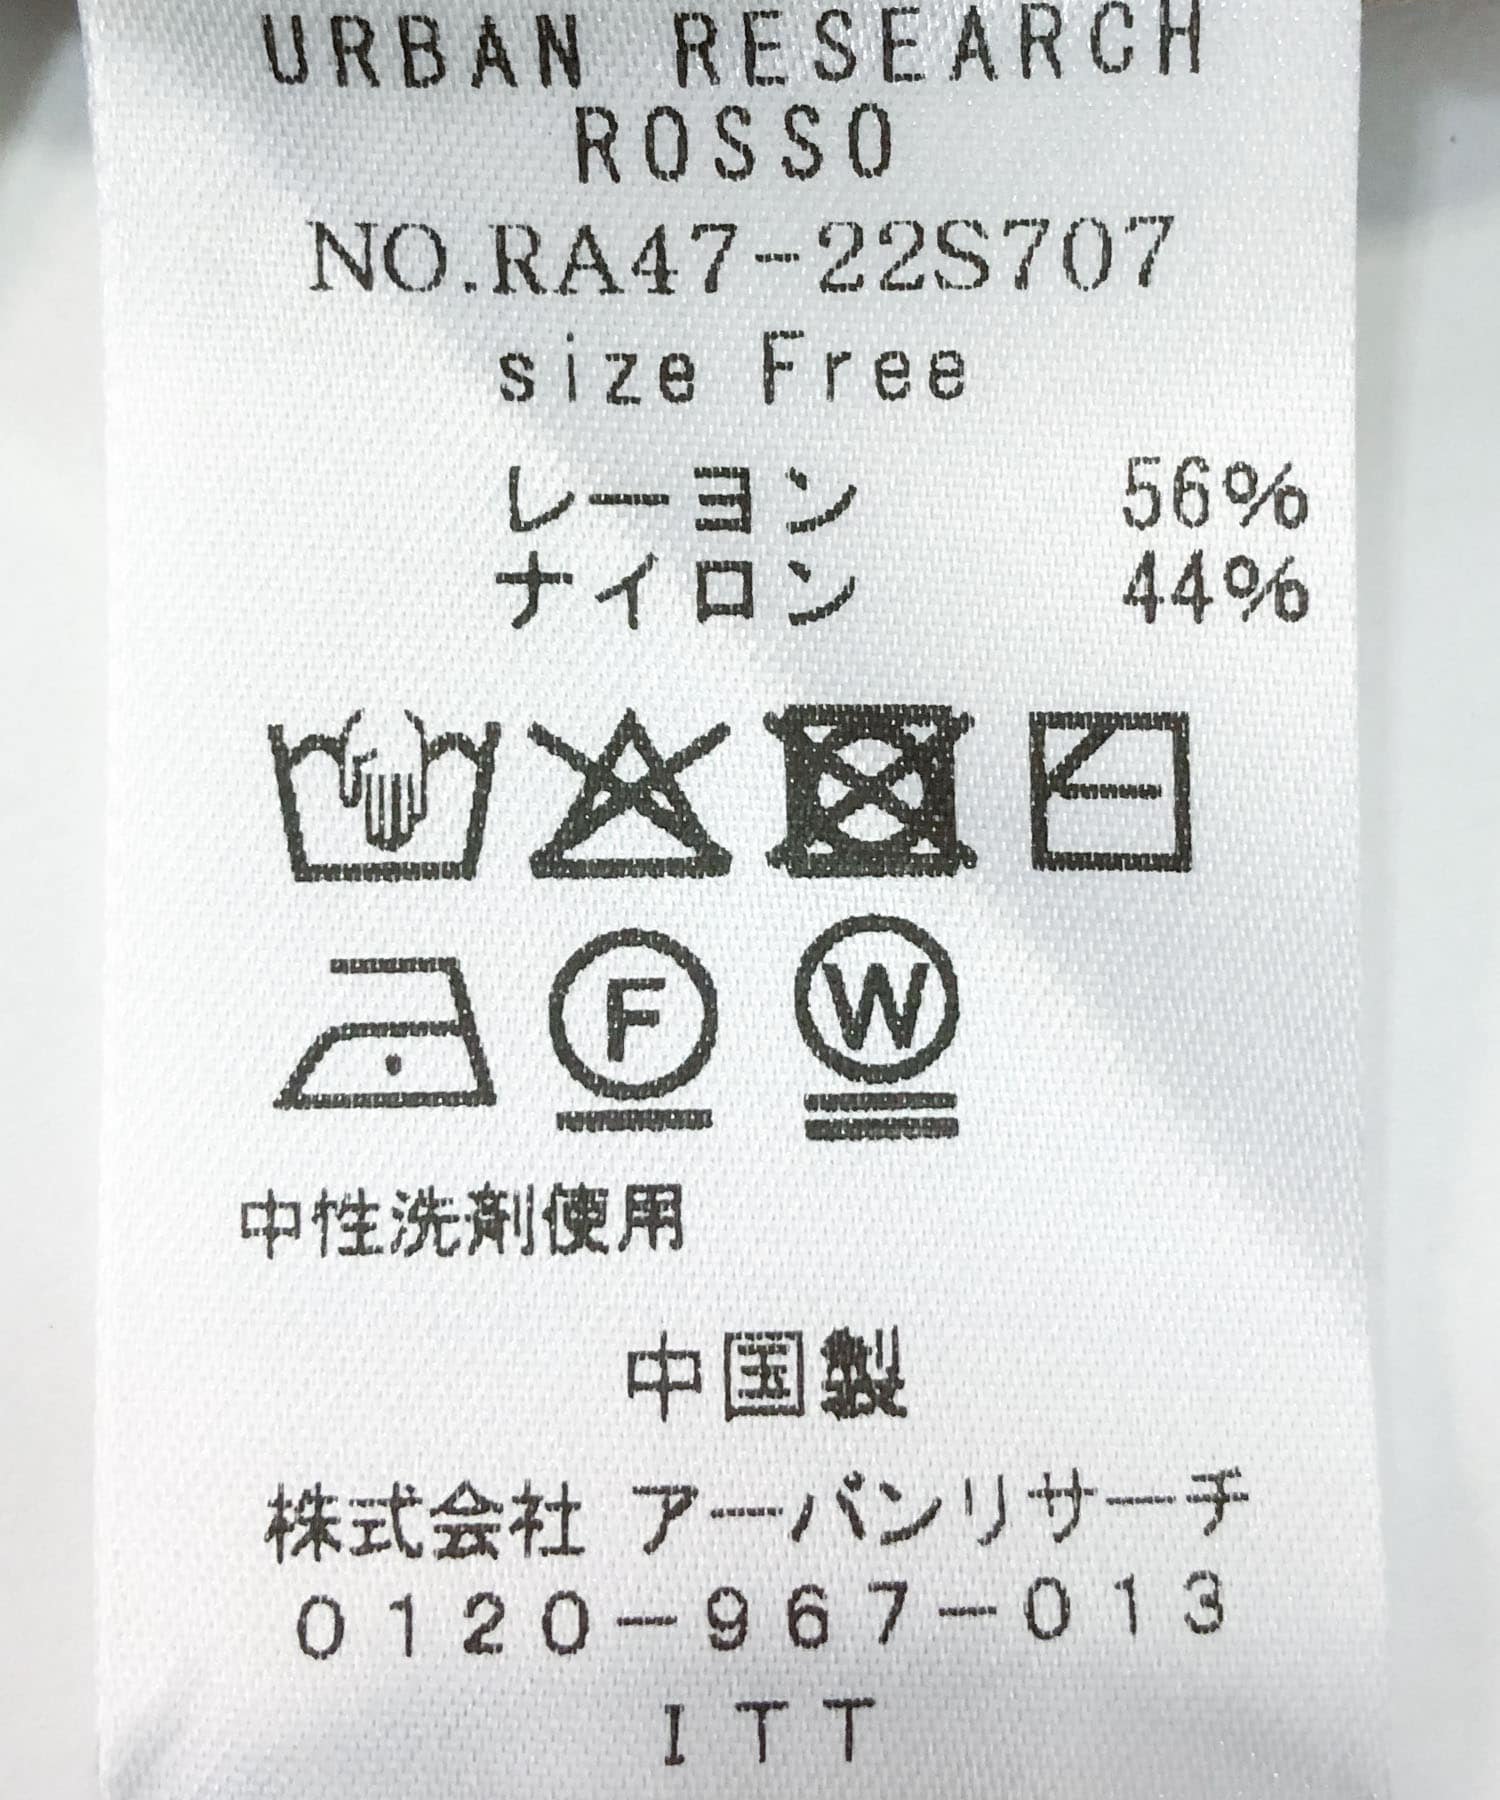 URBAN RESEARCH
ROSSO
NO.RA47-22S707
size Free
レーヨン 56%
ナイロン 44%
F W
中性洗剤使用
中国製
株式会社 アーバンリサーチ
0120-967-013
ITT